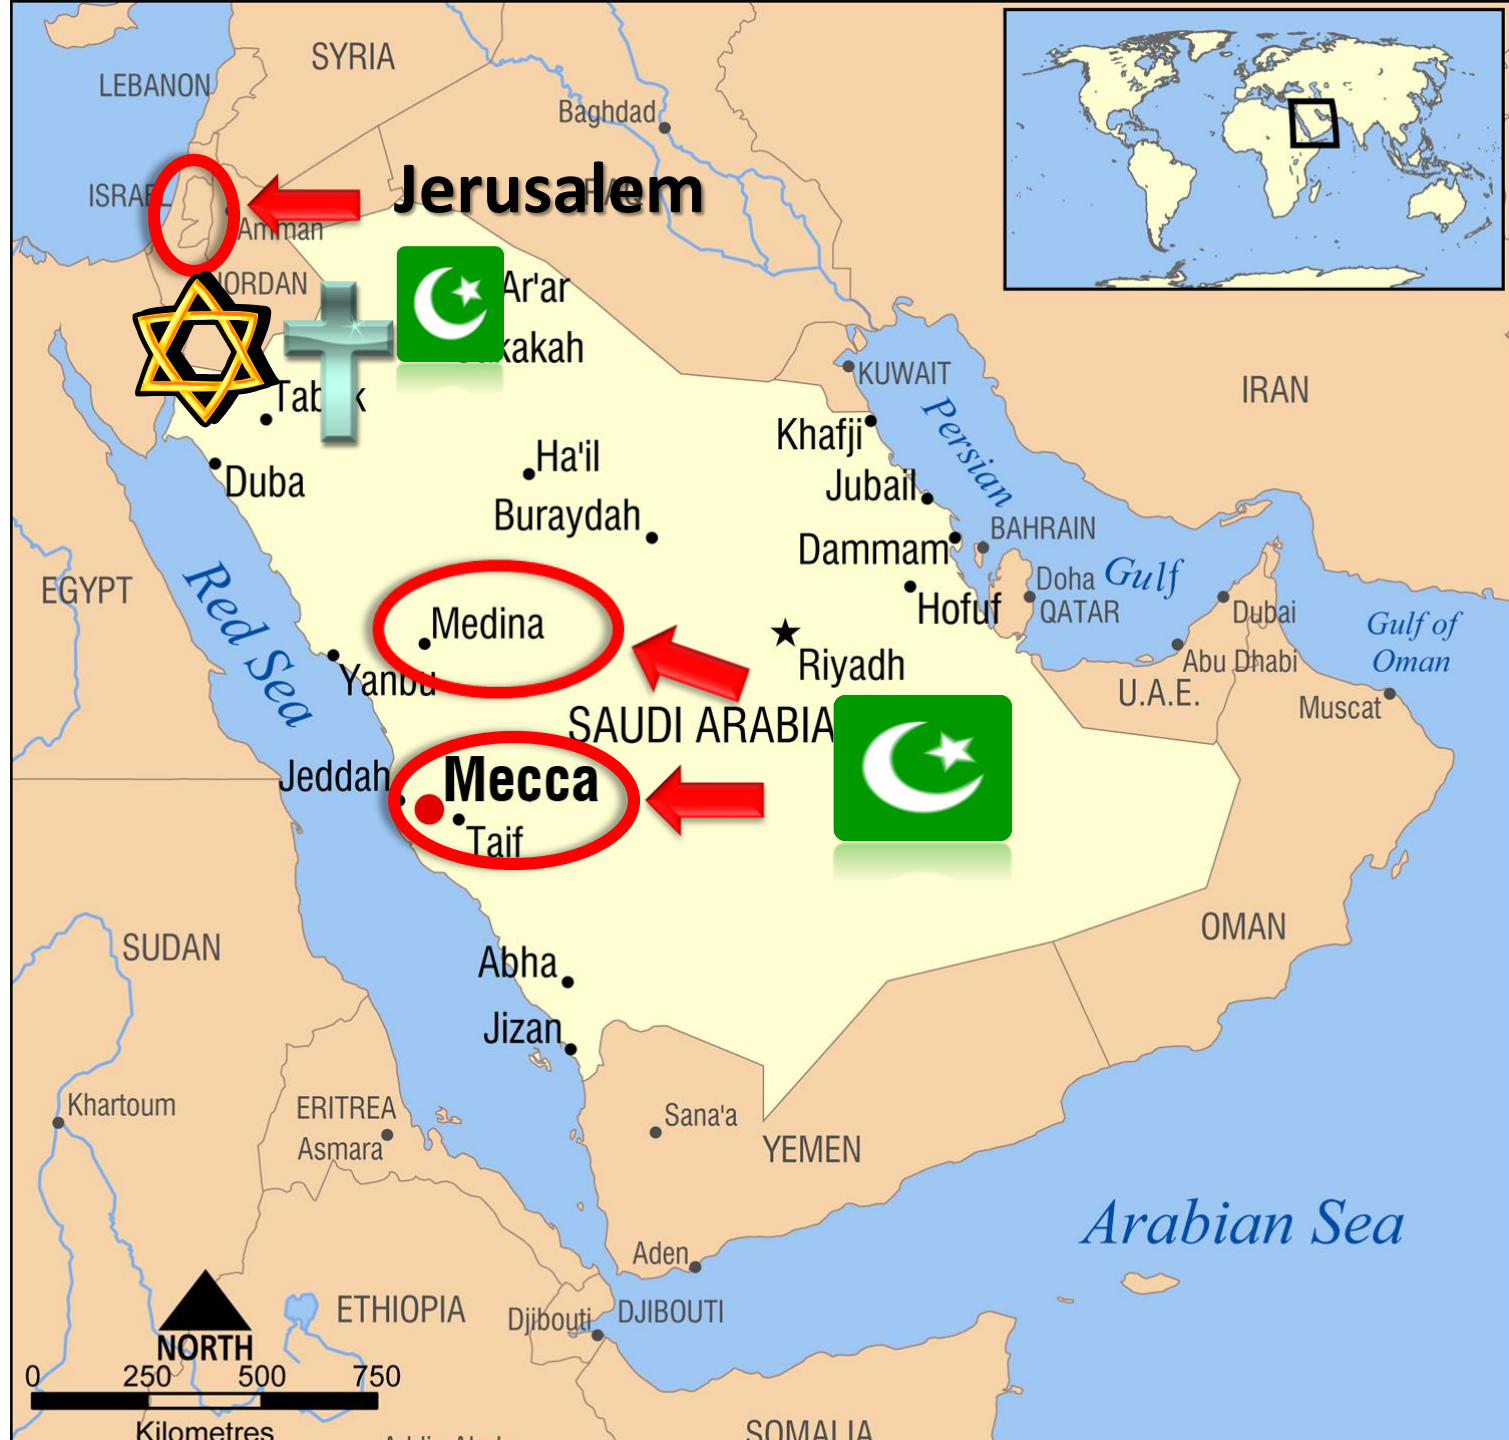 SYRIA
LEBANON
Baghdad
ISRAEL
Jerusalem
Amman
JORDAN
Ar'ar
KUWAIT
IRAN
Khafji
Persian
Ha'il
Duba
Jubail
Buraydah
BAHRAIN
Dammam
Doha
Gulf
EGYPT
Red Sea
Medina
Hofuf
QATAR
Dubai
Gulf of
Oman
Yanbu
Riyadh
Abu Dhabi
U.A.E.
Muscat
SAUDI ARABIA
Jeddah
Mecca
Taif
OMAN
SUDAN
Abha
Jizan
Khartoum
ERITREA
Asmara
Sana'a
YEMEN
Arabian Sea
Aden
ETHIOPIA
Djibouti
DJIBOUTI
NORTH
0 250 500 750
Kilometres
SOMALIA